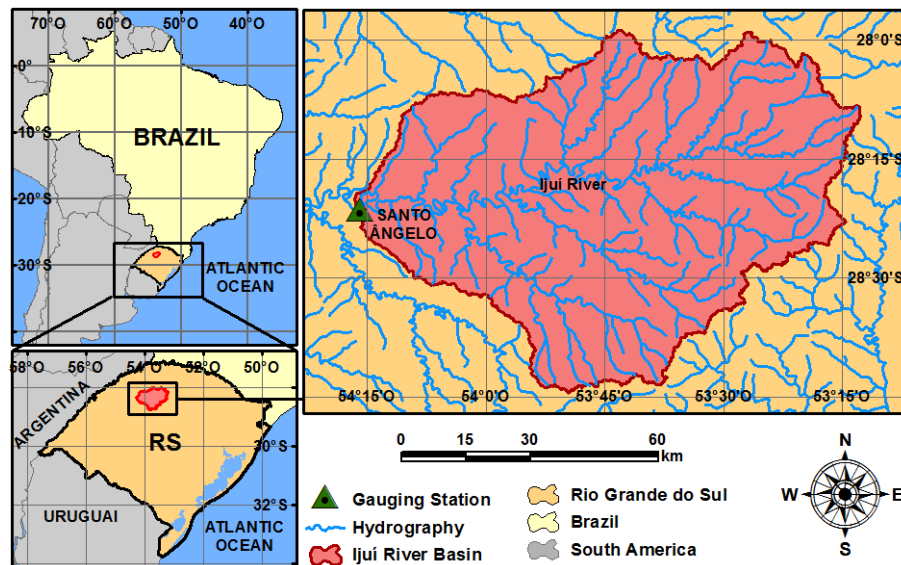 70°O 60°O 50°O 40°O
0°
10°S
20°S
30°S
BRAZIL
ATLANTIC
OCEAN
58°O 56°O 54°O 52°O 50°O
ARGENTINA
RS
30°S
32°S
URUGUAI
ATLANTIC
OCEAN
28°0'S
28°15'S
28°30'S
Ijuí River
SANTO
ÂNGELO
54°15'O 54°0'O 53°45'O 53°30'O 53°15'O
0 15 30 60
km
Gauging Station
Hydrography
Ijuí River Basin
Rio Grande do Sul
Brazil
South America
N
W E
S